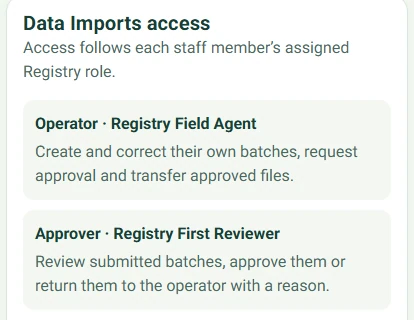 Data Imports access
Access follows each staff member’s assigned
Registry role.
Operator · Registry Field Agent
Create and correct their own batches, request
approval and transfer approved files.
Approver · Registry First Reviewer
Review submitted batches, approve them or
return them to the operator with a reason.